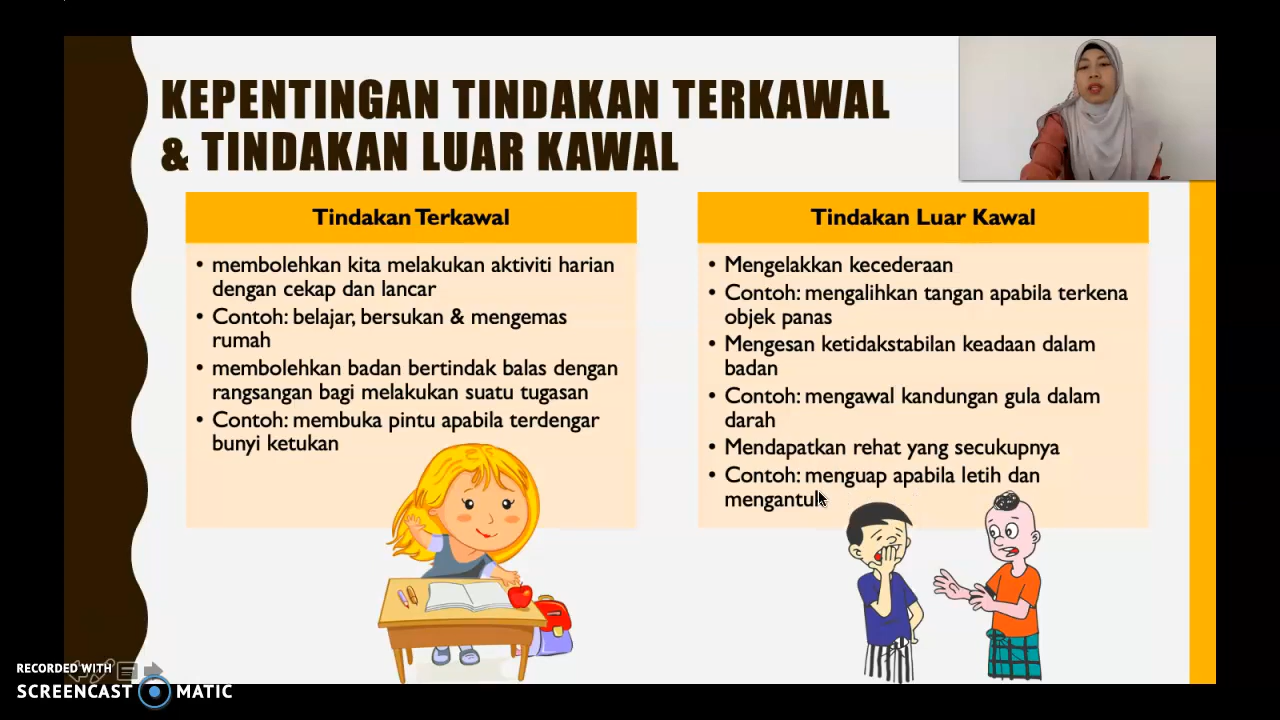 KEPENTINGAN TINDAKAN TERKAWAL
& TINDAKAN LUAR KAWAL
Tindakan Terkawal
• membolehkan kita melakukan aktiviti harian
dengan cekap dan lancar
• Contoh: belajar, bersukan & mengemas
rumah
• membolehkan badan bertindak balas dengan
rangsangan bagi melakukan suatu tugasan
• Contoh: membuka pintu apabila terdengar
bunyi ketukan
Tindakan Luar Kawal
• Mengelakkan kecederaan
• Contoh: mengalihkan tangan apabila terkena
objek panas
• Mengesan ketidakstabilan keadaan dalam
badan
• Contoh: mengawal kandungan gula dalam
darah
• Mendapatkan rehat yang secukupnya
• Contoh: menguap apabila letih dan
mengantuk
RECORDED WITH
SCREENCAST MATIC